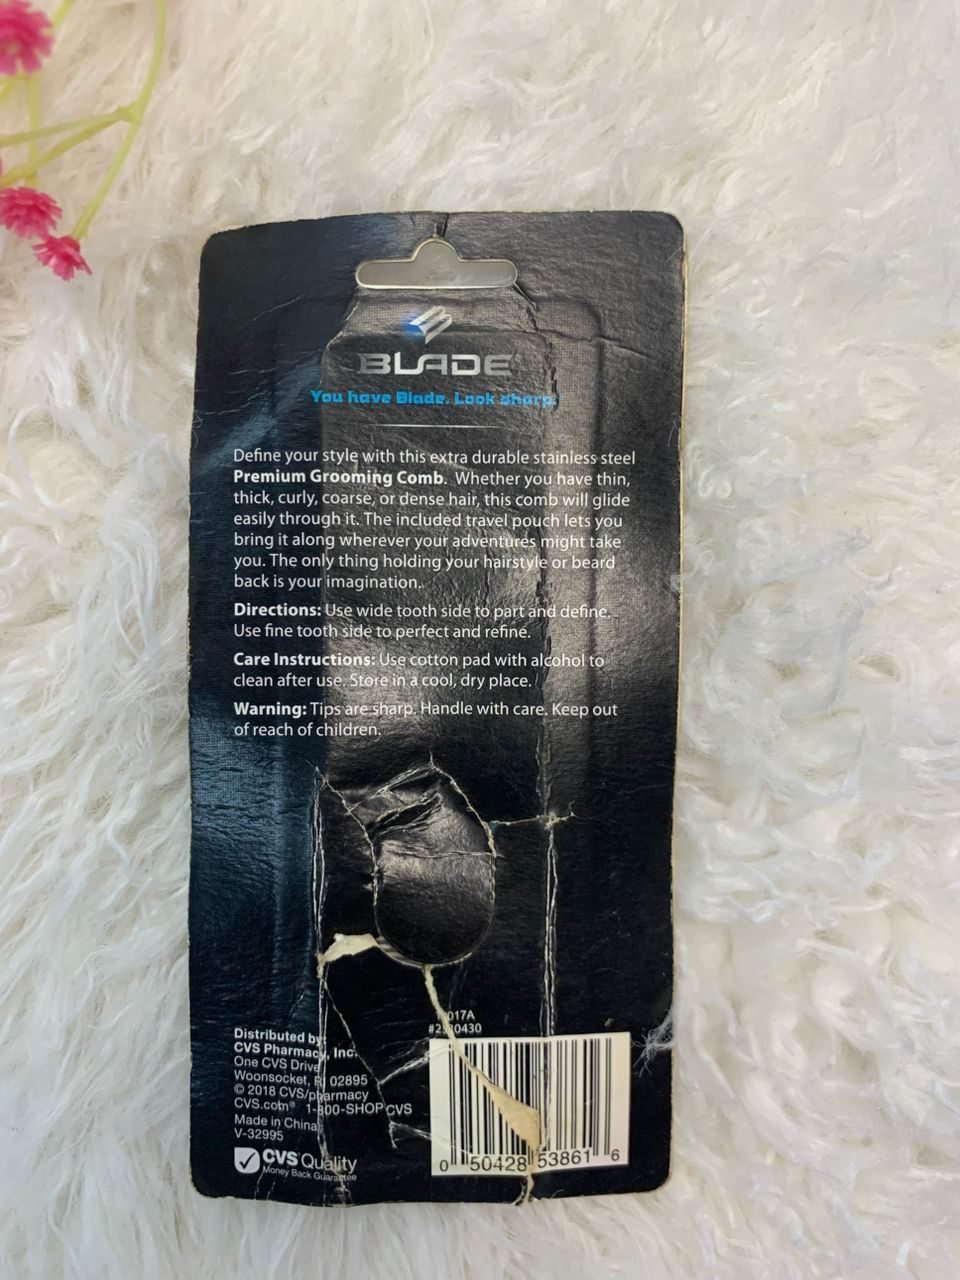 BLADE®
You have Blade. Look sharp.
Define your style with this extra durable stainless steel
Premium Grooming Comb. Whether you have thin,
thick, curly, coarse, or dense hair, this comb will glide
easily through it. The included travel pouch lets you
bring it along wherever your adventures might take
you. The only thing holding your hairstyle or beard
back is your imagination.
Directions: Use wide tooth side to part and define.
Use fine tooth side to perfect and refine.
Care Instructions: Use cotton pad with alcohol to
clean after use. Store in a cool, dry place.
Warning: Tips are sharp. Handle with care. Keep out
of reach of children.
Distributed by:
CVS Pharmacy, Inc.
One CVS Drive
Woonsocket, RI 02895
© 2018 CVS/pharmacy
CVS.com® 1-800-SHOP CVS
Made in China
V-32995
CVS Quality
Money Back Guarantee
0 50428 53861 6